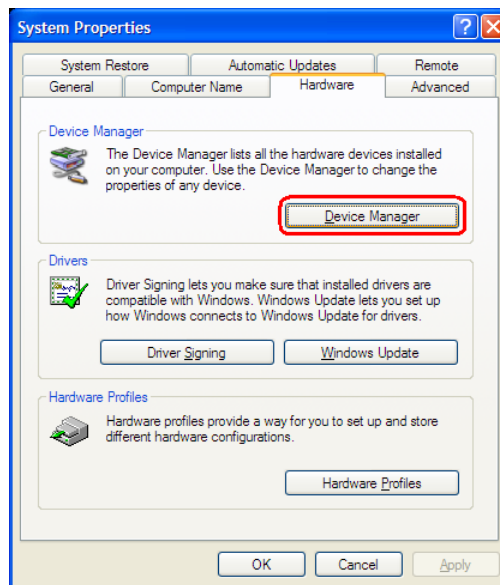 System Properties
System Restore Automatic Updates Remote
General Computer Name Hardware Advanced
Device Manager
The Device Manager lists all the hardware devices installed
on your computer. Use the Device Manager to change the
properties of any device.
Device Manager
Drivers
Driver Signing lets you make sure that installed drivers are
compatible with Windows. Windows Update lets you set up
how Windows connects to Windows Update for drivers.
Driver Signing Windows Update
Hardware Profiles
Hardware profiles provide a way for you to set up and store
different hardware configurations.
Hardware Profiles
OK Cancel Apply